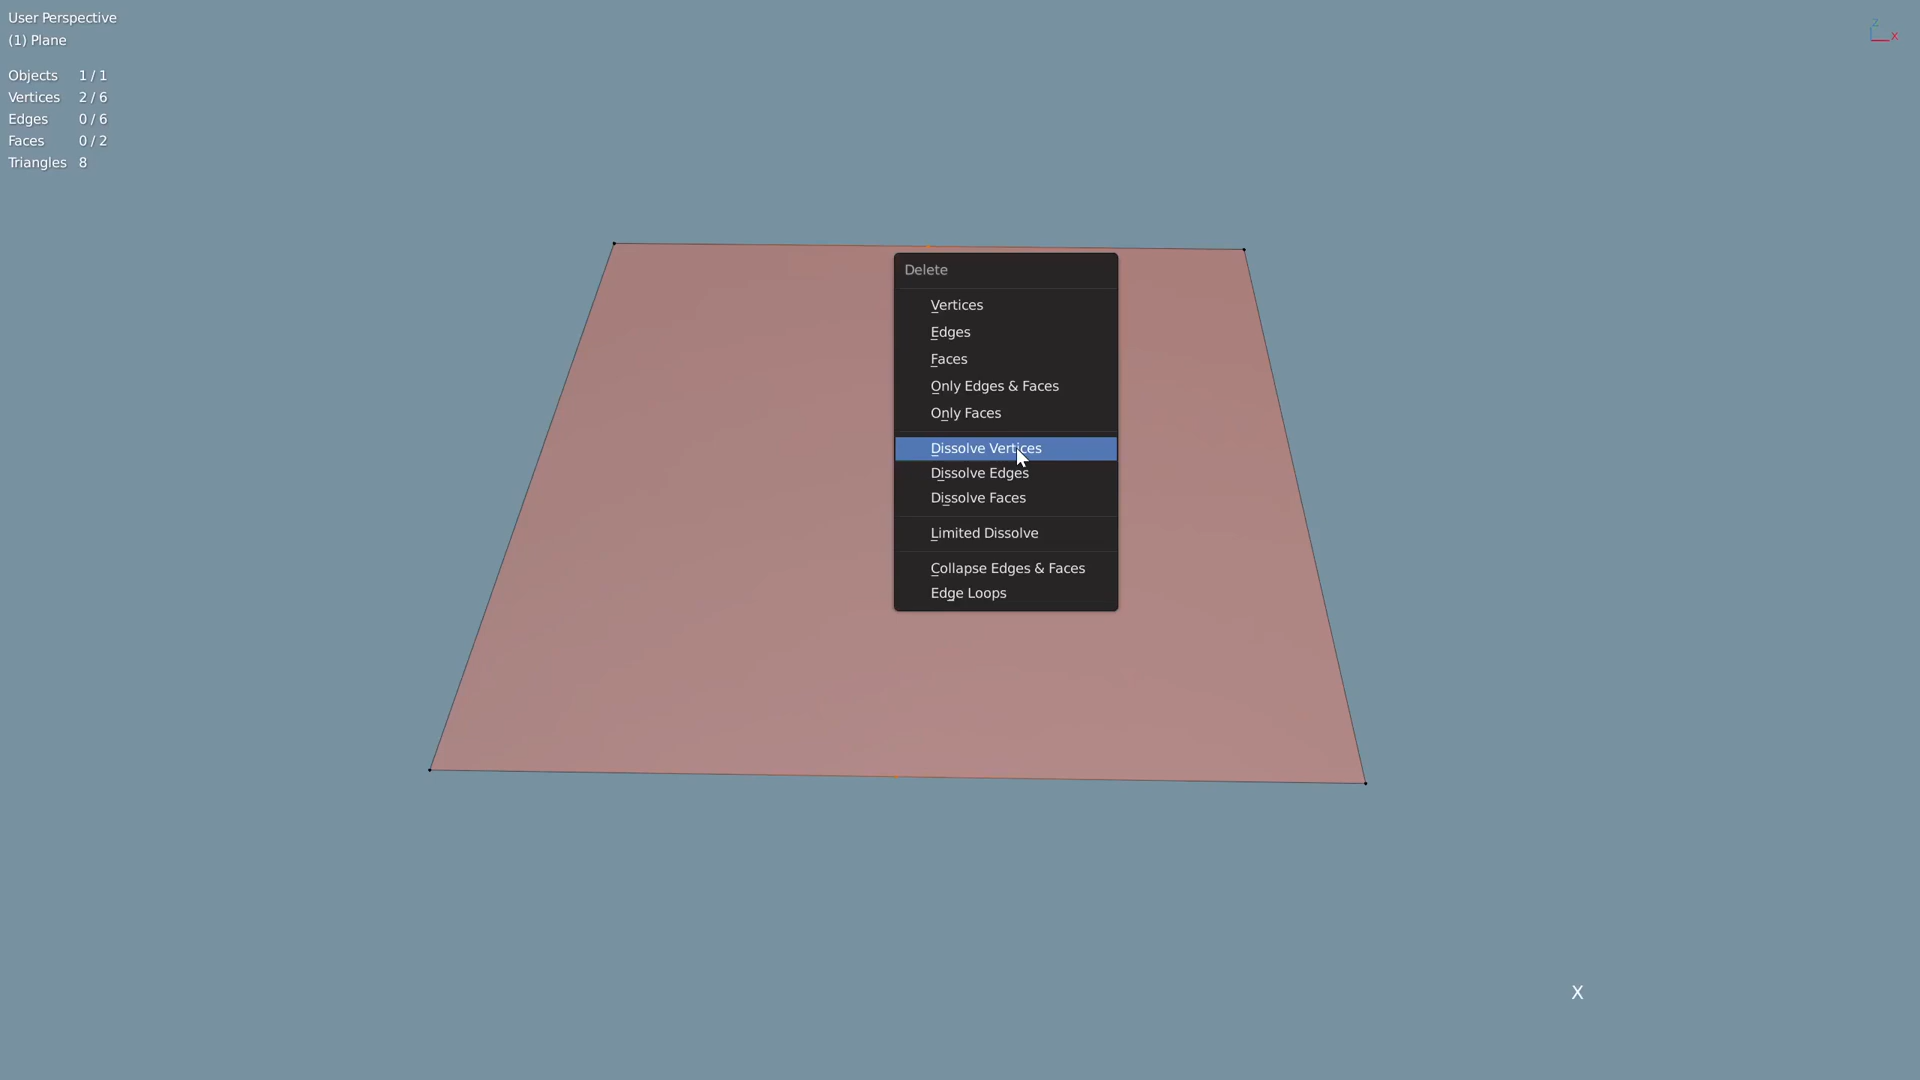 User Perspective
(1) Plane
Objects 1 / 1
Vertices 2 / 6
Edges 0 / 6
Faces 0 / 2
Triangles 8
Z
X
Delete
Vertices
Edges
Faces
Only Edges & Faces
Only Faces
Dissolve Vertices
Dissolve Edges
Dissolve Faces
Limited Dissolve
Collapse Edges & Faces
Edge Loops
X